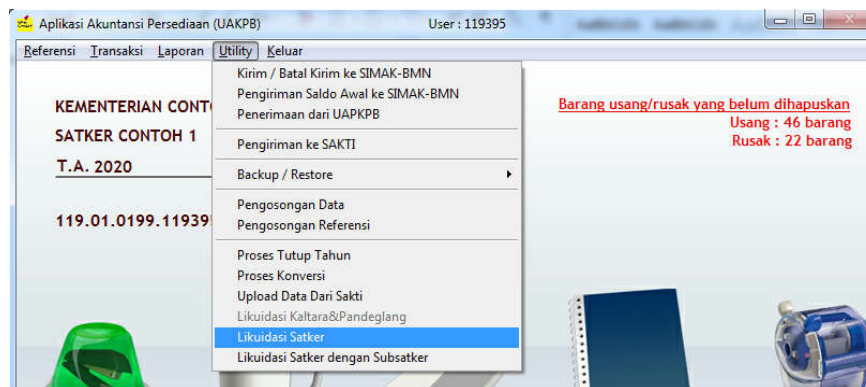 Aplikasi Akuntansi Persediaan (UAKPB) User : 119395
Referensi Transaksi Laporan Utility Keluar
Kirim / Batal Kirim ke SIMAK-BMN
Pengiriman Saldo Awal ke SIMAK-BMN
Penerimaan dari UAPKPB
Pengiriman ke SAKTI
Backup / Restore
Pengosongan Data
Pengosongan Referensi
Proses Tutup Tahun
Proses Konversi
Upload Data Dari Sakti
Likuidasi Kaltara&Pandeglang
Likuidasi Satker
Likuidasi Satker dengan Subsatker
KEMENTERIAN CONT
SATKER CONTOH 1
T.A. 2020
119.01.0199.11939
Barang usang/rusak yang belum dihapuskan
Usang : 46 barang
Rusak : 22 barang